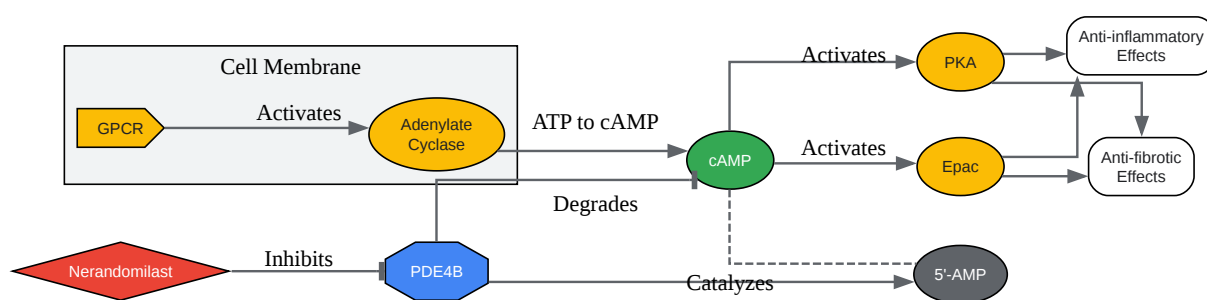 Cell Membrane
Activates
GPCR
Adenylate
Cyclase
ATP to cAMP
cAMP
Activates
PKA
Anti-inflammatory
Effects
Activates
Epac
Anti-fibrotic
Effects
Degrades
Nerandomilast
Inhibits
PDE4B
Catalyzes
5'-AMP